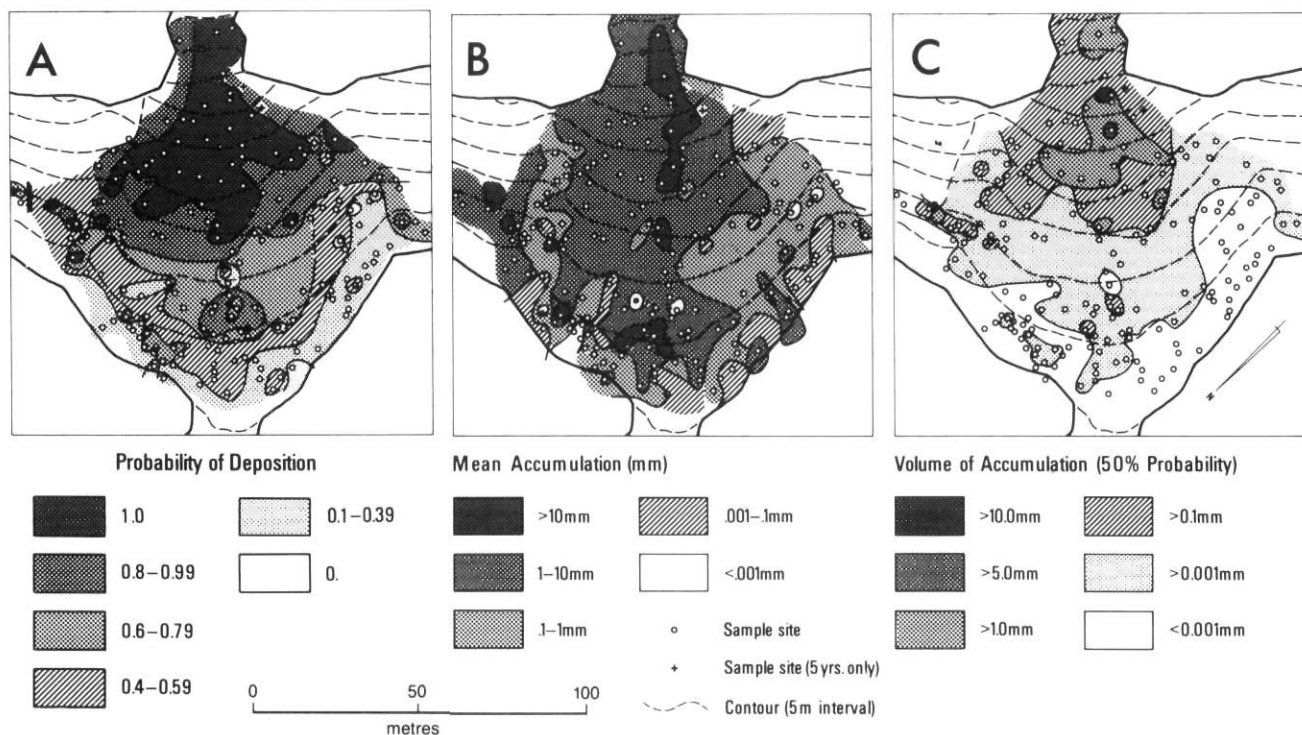 A
B
C
N
Probability of Deposition
1.0
0.8–0.99
0.6–0.79
0.4–0.59
0.1–0.39
0.
0 50 100
metres
Mean Accumulation (mm)
>10mm
1–10mm
.1–1mm
.001–.1mm
<.001mm
Sample site
Sample site (5 yrs. only)
Contour (5m interval)
Volume of Accumulation (50% Probability)
>10.0mm
>5.0mm
>1.0mm
>0.1mm
>0.001mm
<0.001mm